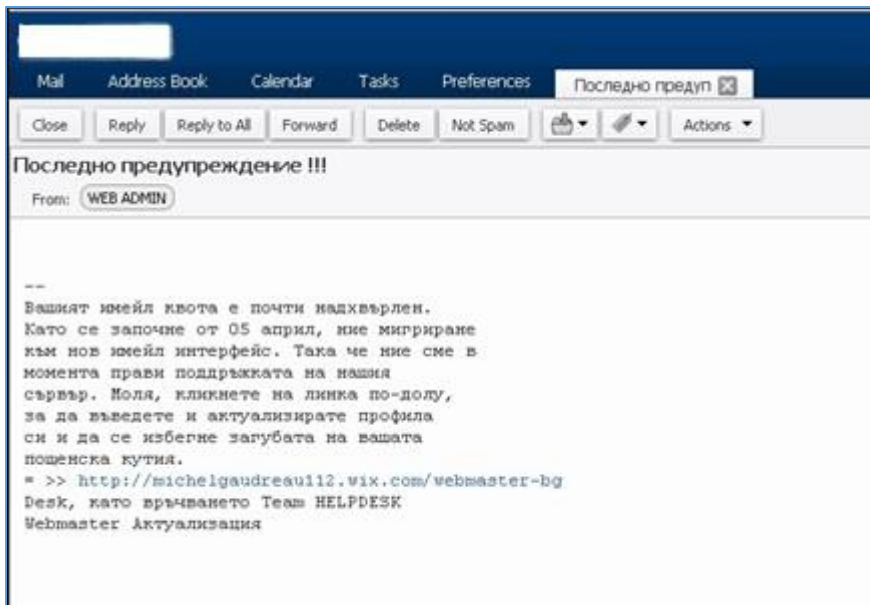 Mail Address Book Calendar Tasks Preferences Последно предуп
Close Reply Reply to All Forward Delete Not Spam Actions
Последно предупреждение !!!
From: WEB ADMIN
--
Вашият имейл квота е почти надхвърлен.
Като се започне от 05 април, ние мигриране
към нов имейл интерфейс. Така че ние сме в
момента прави поддръжката на нашия
сървър. Моля, кликнете на линка по-долу,
за да въведете и актуализирате профила
си и да се избегне загубата на вашата
пощенска кутия.
= >> http://michelgaudreau112.wix.com/webmaster-bg
Desk, като връчването Team HELPDESK
Webmaster Актуализация